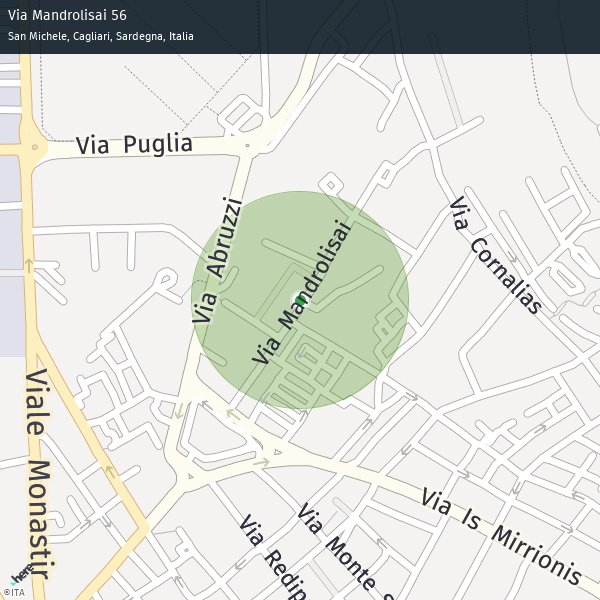 Via Mandrolisai 56
San Michele, Cagliari, Sardegna, Italia
Via Puglia
Via Abruzzi
Via Mandrolisai
Via Cornalias
Viale Monastir
Via Is Mirrionis
Via Monte S
Via Redip
here
©ITA